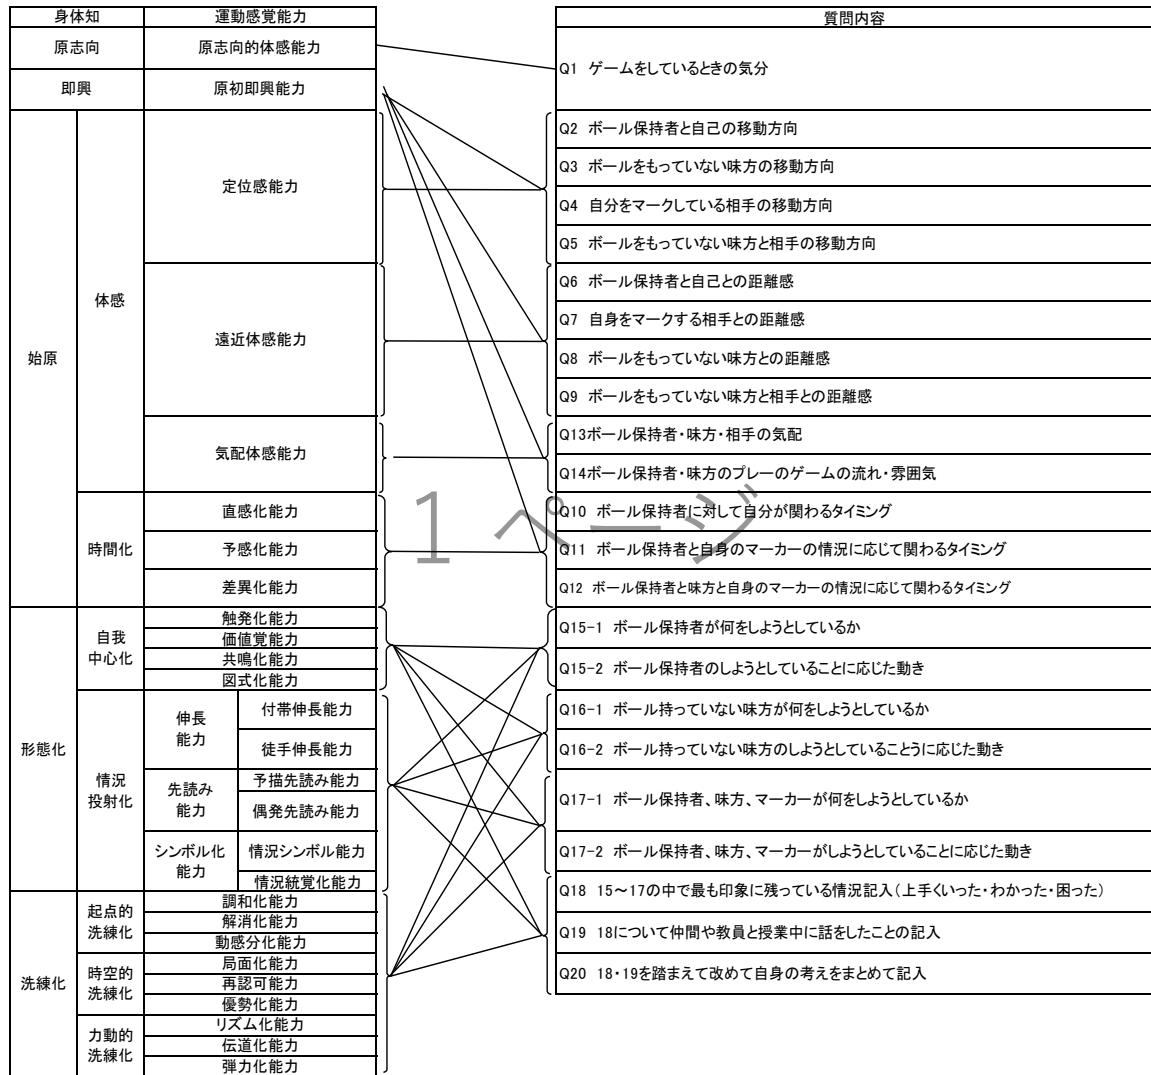 身体知 運動感覚能力 質問内容
原志向 原志向的体感能力
Q1 ゲームをしているときの気分
即興 原初即興能力
始原
体感
定位感能力
Q2 ボール保持者と自己の移動方向
Q3 ボールをもっていない味方の移動方向
Q4 自分をマークしている相手の移動方向
Q5 ボールをもっていない味方と相手の移動方向
遠近体感能力
Q6 ボール保持者と自己との距離感
Q7 自身をマークする相手との距離感
Q8 ボールをもっていない味方との距離感
Q9 ボールをもっていない味方と相手との距離感
気配体感能力
Q13ボール保持者・味方・相手の気配
Q14ボール保持者・味方のプレーのゲームの流れ・雰囲気
時間化
直感化能力
Q10 ボール保持者に対して自分が関わるタイミング
予感化能力
Q11 ボール保持者と自身のマーカーの情況に応じて関わるタイミング
差異化能力
Q12 ボール保持者と味方と自身のマーカーの情況に応じて関わるタイミング
1 ページ
形態化
自我
中心化
触発化能力
価値覚能力
共鳴化能力
図式化能力
Q15-1 ボール保持者が何をしようとしているか
Q15-2 ボール保持者のしようとしていることに応じた動き
情況
投射化
伸長
能力
付帯伸長能力
徒手伸長能力
Q16-1 ボール持っていない味方が何をしようとしているか
Q16-2 ボール持っていない味方のしようとしていることうに応じた動き
先読み
能力
予描先読み能力
偶発先読み能力
Q17-1 ボール保持者、味方、マーカーが何をしようとしているか
シンボル化
能力
情況シンボル能力
情況統覚化能力
Q17-2 ボール保持者、味方、マーカーがしようとしていることに応じた動き
洗練化
起点的
洗練化
調和化能力
解消化能力
動感分化能力
Q18 15～17の中で最も印象に残っている情況記入(上手くいった・わかった・困った)
Q19 18について仲間や教員と授業中に話をしたことの記入
時空的
洗練化
局面化能力
再認可能力
優勢化能力
Q20 18・19を踏まえて改めて自身の考えをまとめて記入
力動的
洗練化
リズム化能力
伝道化能力
弾力化能力